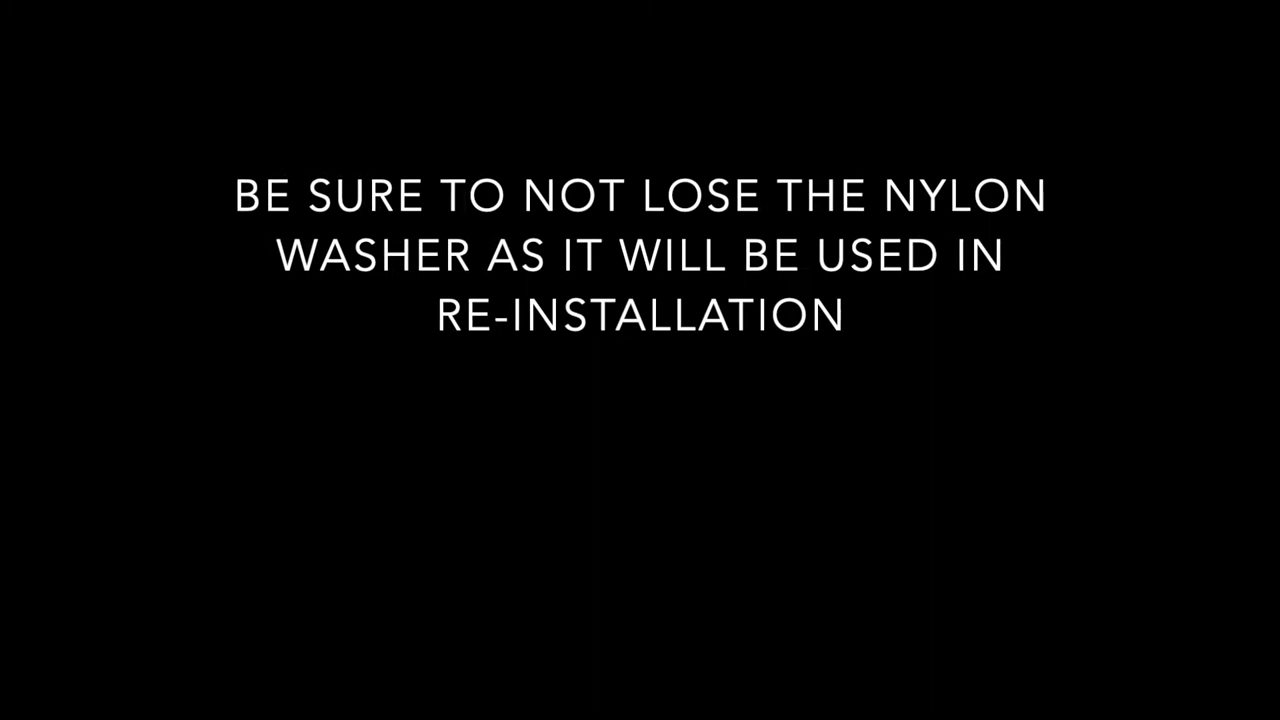 BE SURE TO NOT LOSE THE NYLON
WASHER AS IT WILL BE USED IN
RE-INSTALLATION